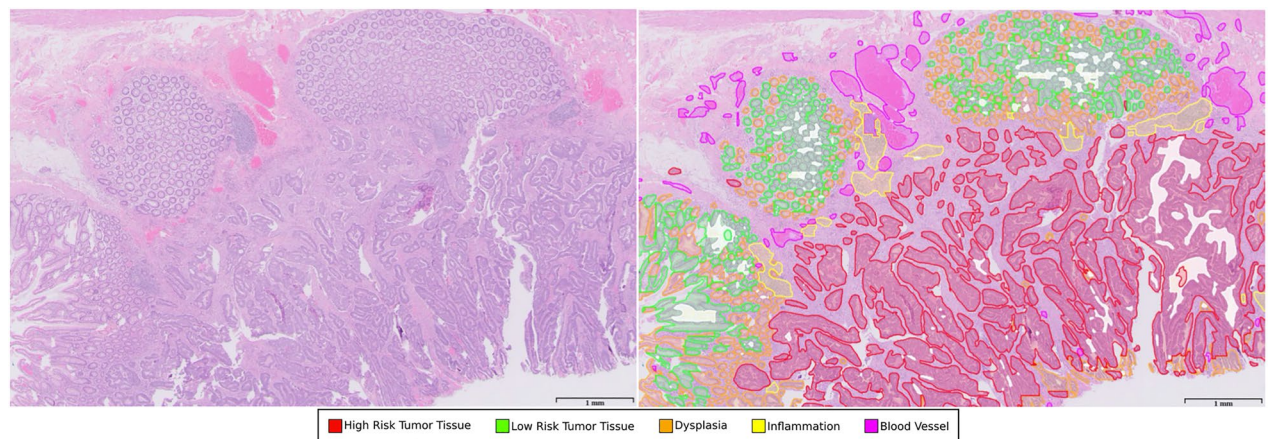 1 mm
1 mm
High Risk Tumor Tissue
Low Risk Tumor Tissue
Dysplasia
Inflammation
Blood Vessel